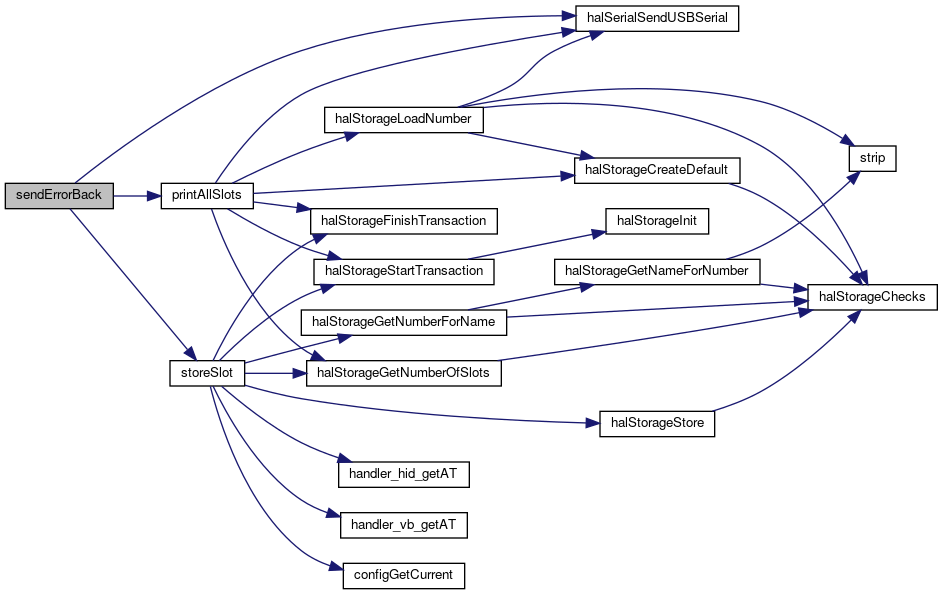 halSerialSendUSBSerial
halStorageLoadNumber
strip
halStorageCreateDefault
sendErrorBack
printAllSlots
halStorageFinishTransaction
halStorageInit
halStorageStartTransaction
halStorageGetNameForNumber
halStorageChecks
halStorageGetNumberForName
storeSlot
halStorageGetNumberOfSlots
halStorageStore
handler_hid_getAT
handler_vb_getAT
configGetCurrent